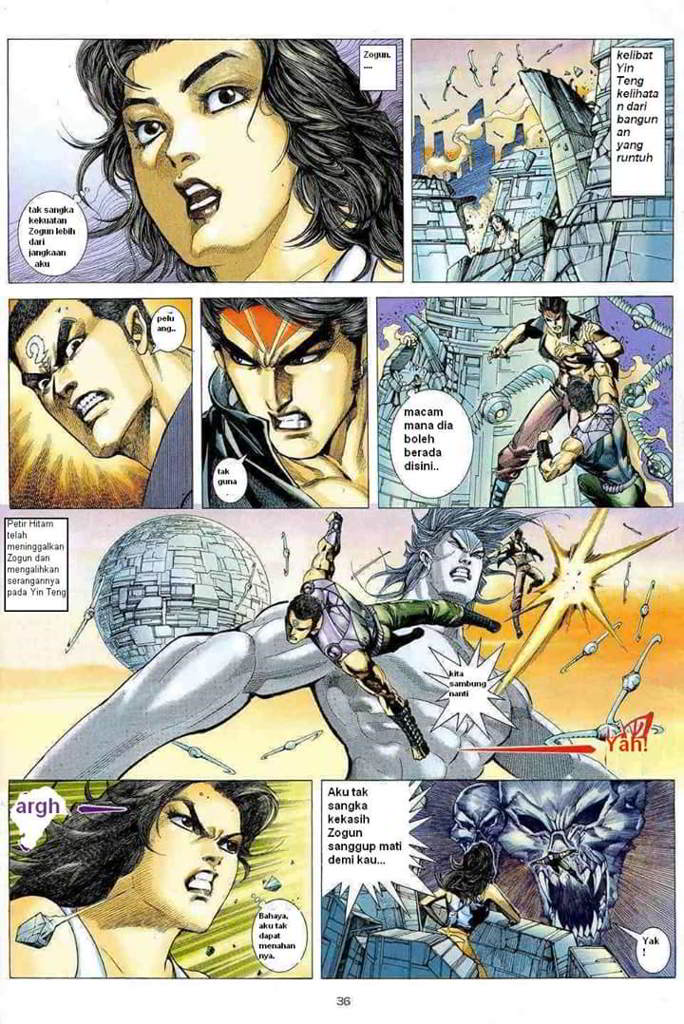 Zogun.
....
tak sangka
kekuatan
Zogun lebih
dari
jangkaan
aku
kelibat
Yin
Teng
kelihata
n dari
bangun
an
yang
runtuh
pelu
ang..
tak
guna
macam
mana dia
boleh
berada
disini..
Petir Hitam
telah
meninggalkan
Zogun dan
mengalihkan
serangannya
pada Yin Teng
kita
sambung
nanti
Yah!
argh
Bahaya,
aku tak
dapat
menahan
nya.
Aku tak
sangka
kekasih
Zogun
sanggup mati
demi kau...
Yak
!
36